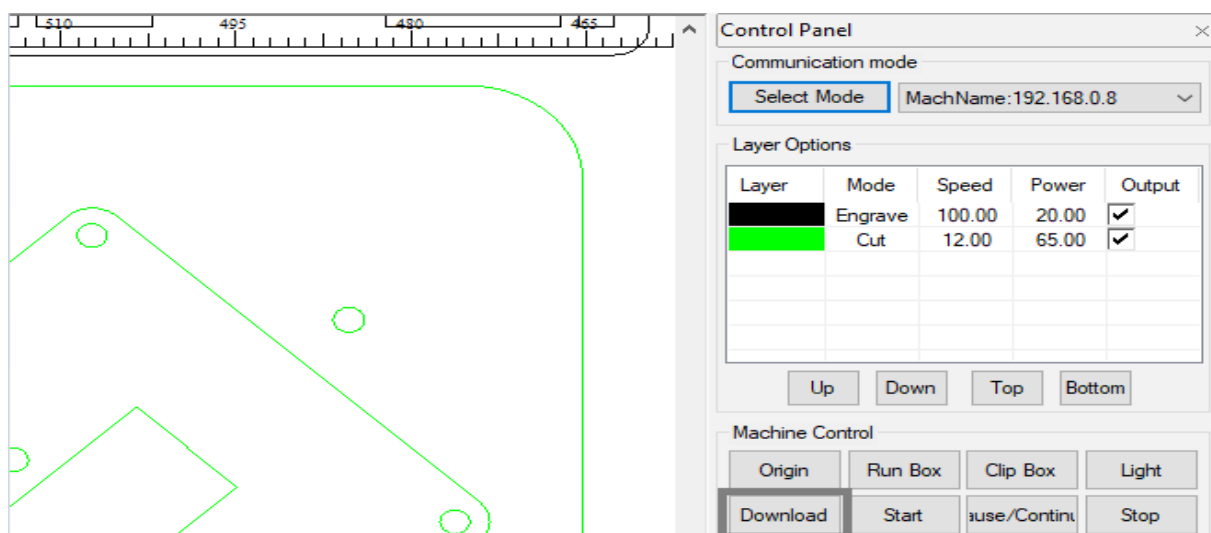 510 495 480 465
Control Panel
Communication mode
Select Mode MachName:192.168.0.8
Layer Options
Layer Mode Speed Power Output
Engrave 100.00 20.00
Cut 12.00 65.00
Up Down Top Bottom
Machine Control
Origin Run Box Clip Box Light
Download Start ause/Continu Stop